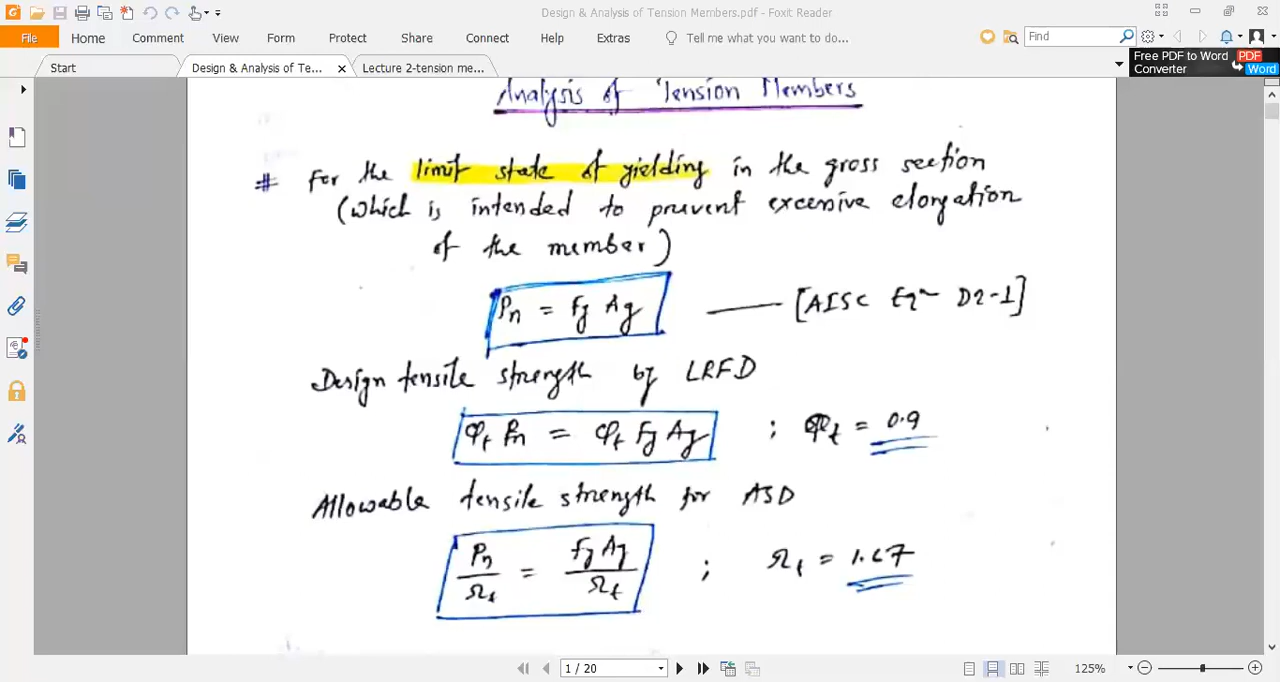 Design & Analysis of Tension Members.pdf - Foxit Reader
File Home Comment View Form Protect Share Connect Help Extras Tell me what you want to do... Find
Free PDF to Word Converter PDF Word
Start Design & Analysis of Te... Lecture 2-tension me...
Analysis of Tension Members
# For the limit state of yielding in the gross section
(which is intended to prevent excessive elongation
of the member)
Pn = Fy Ag —— [AISC Eqn D2-1]
Design tensile strength by LRFD
φt Pn = φt Fy Ag ; φt = 0.9
Allowable tensile strength for ASD
Pn/Ωt = Fy Ag/Ωt ; Ωt = 1.67
1 / 20 125%